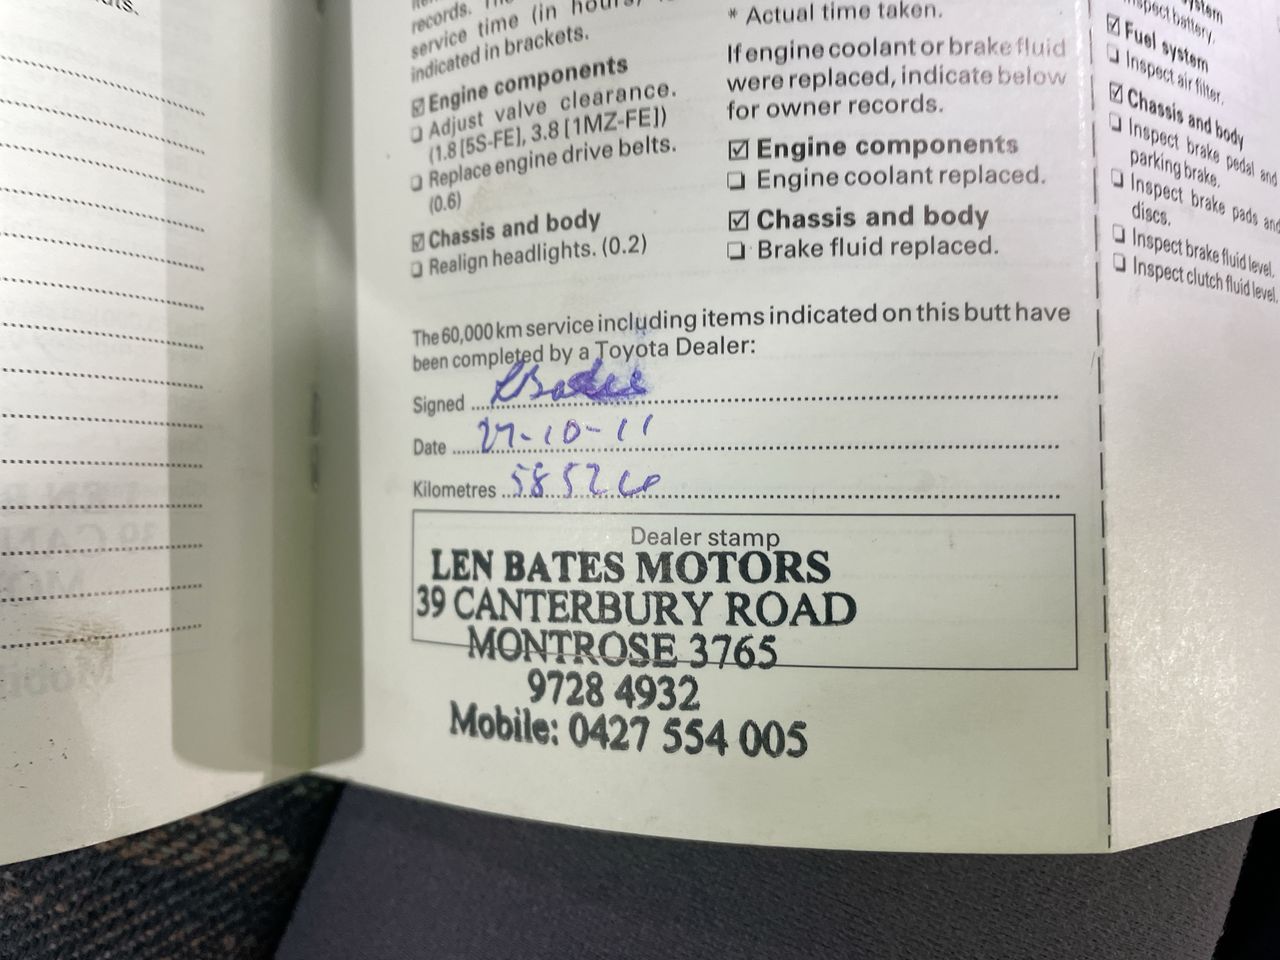 records.
service time (in hours)
indicated in brackets.
☑ Engine components
❏ Adjust valve clearance.
(1.8 [5S-FE], 3.8 [1MZ-FE])
❏ Replace engine drive belts.
(0.6)
☑ Chassis and body
❏ Realign headlights. (0.2)
* Actual time taken.
If engine coolant or brake fluid
were replaced, indicate below
for owner records.
☑ Engine components
❏ Engine coolant replaced.
☑ Chassis and body
❏ Brake fluid replaced.
The 60,000 km service including items indicated on this butt have
been completed by a Toyota Dealer:
Signed
Date 27-10-11
Kilometres 58526
Dealer stamp
LEN BATES MOTORS
39 CANTERBURY ROAD
MONTROSE 3765
9728 4932
Mobile: 0427 554 005
battery.
☑ Fuel system
❏ Inspect air filter.
☑ Chassis and body
❏ Inspect brake pedal and
parking brake.
❏ Inspect brake pads and
discs.
❏ Inspect brake fluid level.
❏ Inspect clutch fluid level.